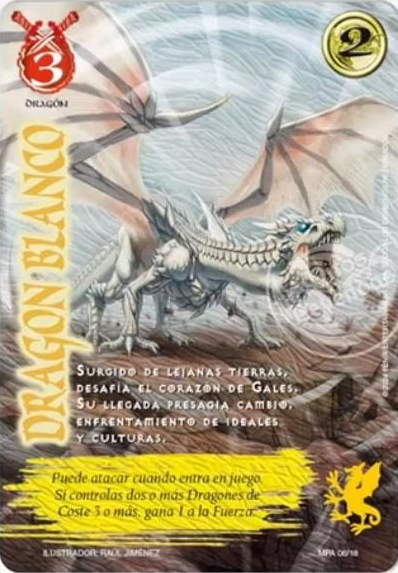 3
2
DRAGÓN
DRAGON BLANCO
SURGIDO DE LEJANAS TIERRAS,
DESAFÍA EL CORAZÓN DE GALES.
SU LLEGADA PRESAGIA CAMBIO,
ENFRENTAMIENTO DE IDEALES
Y CULTURAS.
Puede atacar cuando entra en juego.
Si controlas dos o más Dragones de
Coste 3 o más, gana 1 a la Fuerza.
ILUSTRADOR: RAÚL JIMÉNEZ
MPA 06/18